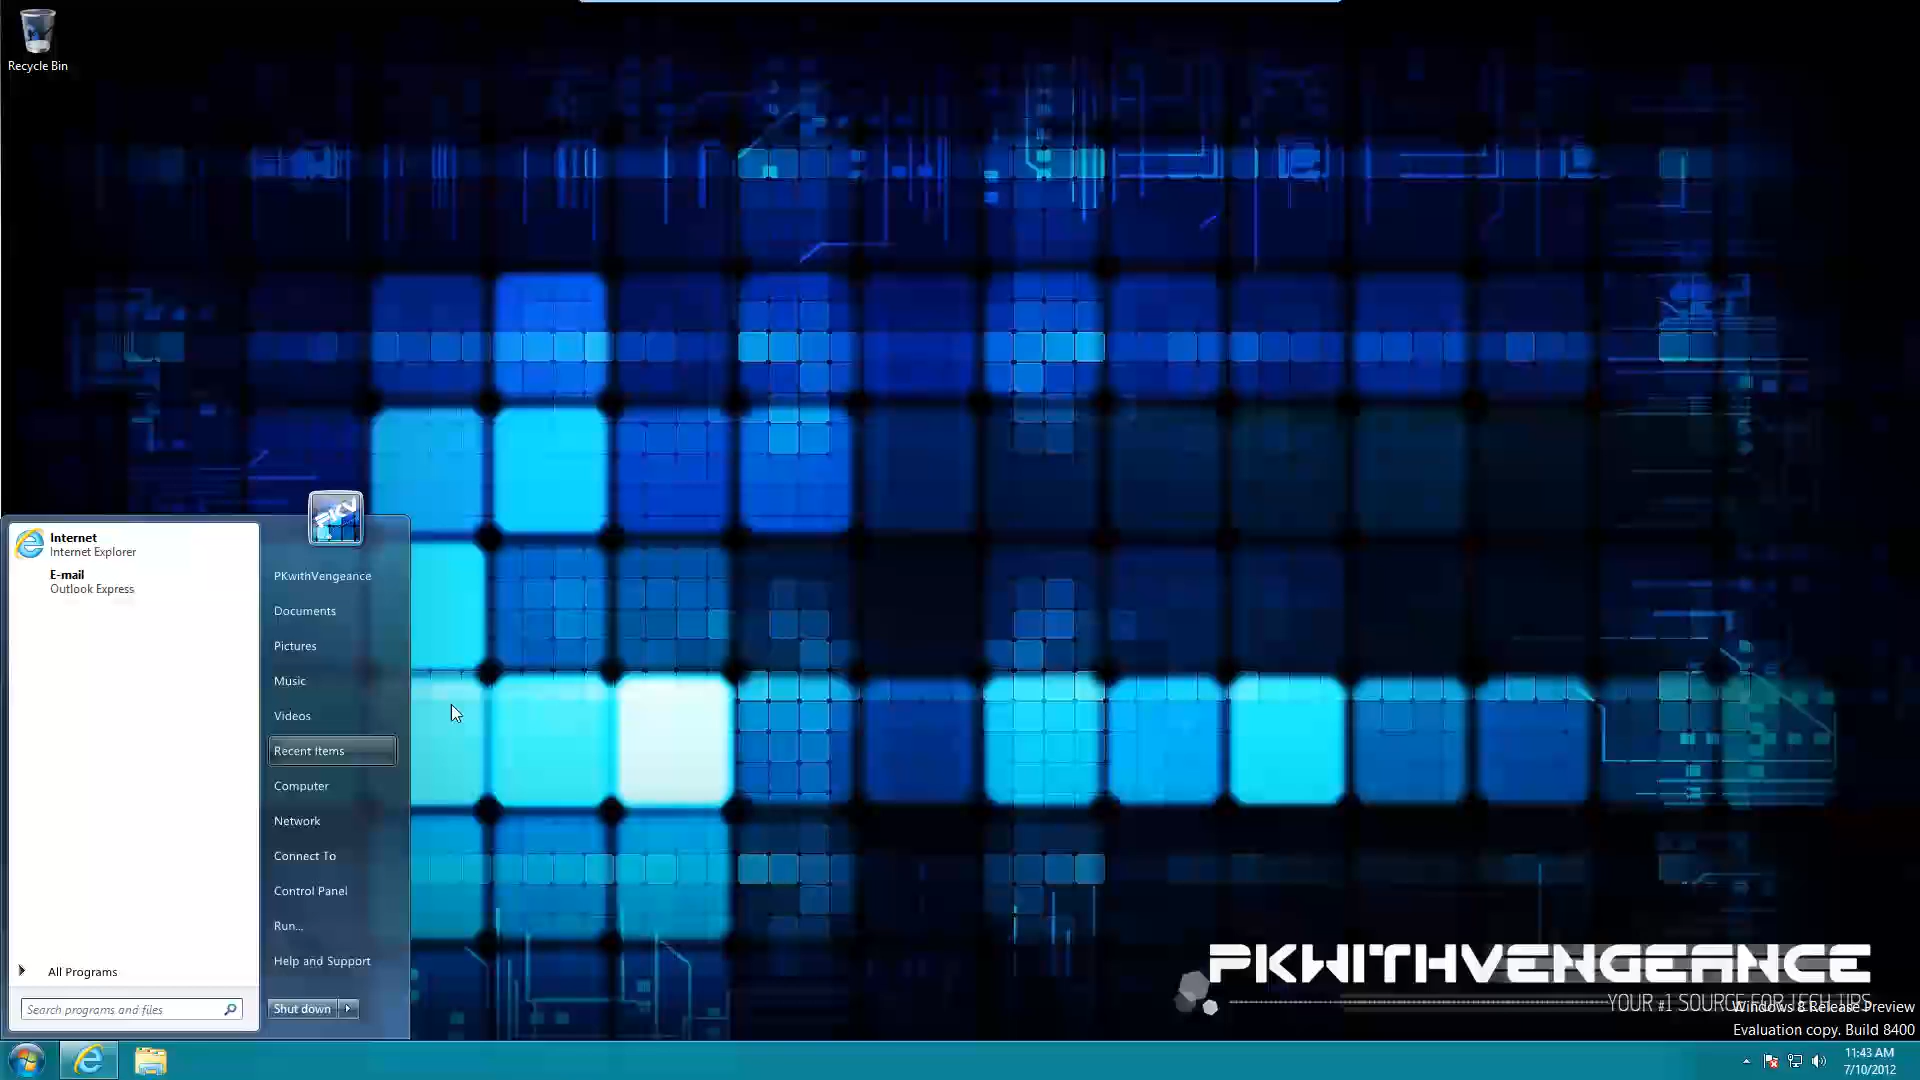 Recycle Bin
PKV
Internet
Internet Explorer
E-mail
Outlook Express
All Programs
Search programs and files
PKwithVengeance
Documents
Pictures
Music
Videos
Recent Items
Computer
Network
Connect To
Control Panel
Run...
Help and Support
Shut down
PKWITHVENGEANCE
YOUR #1 SOURCE FOR TECH TIPS
Windows 8 Release Preview
Evaluation copy. Build 8400
11:43 AM
7/10/2012